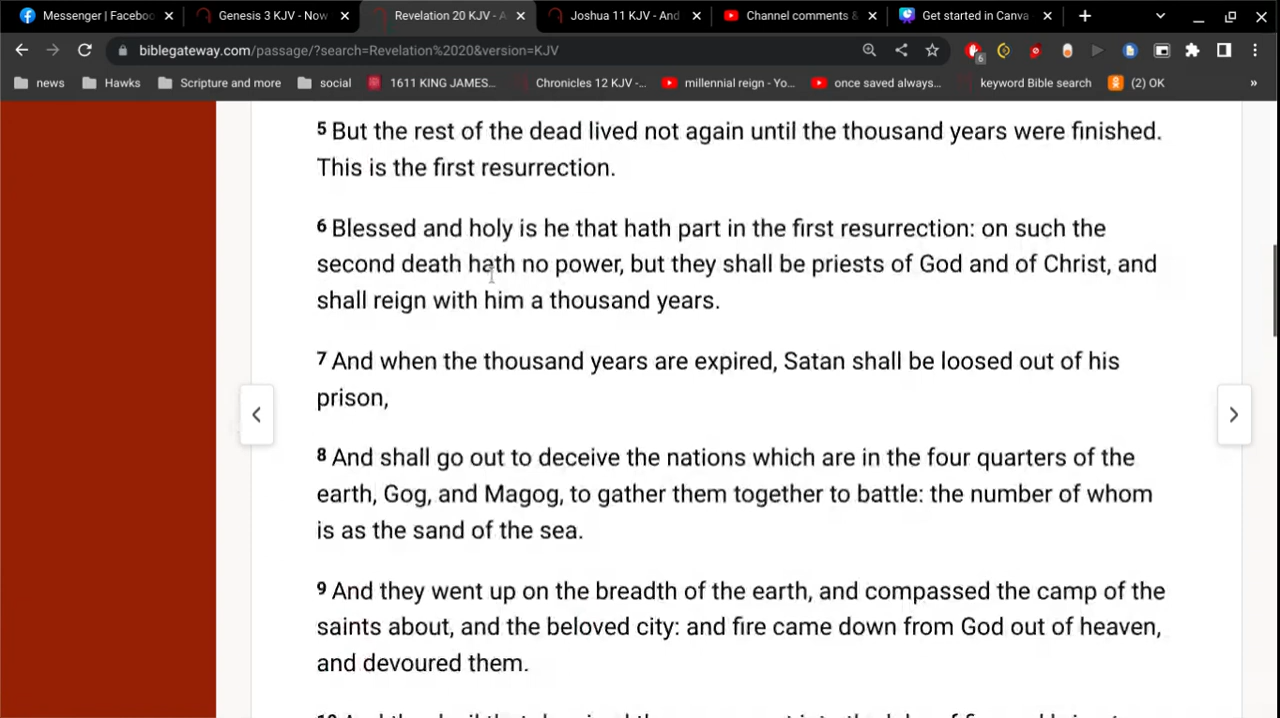 Messenger | Faceboo
Genesis 3 KJV - Now
Revelation 20 KJV - A
Joshua 11 KJV - And
Channel comments &
Get started in Canva
biblegateway.com/passage/?search=Revelation%2020&version=KJV
6
news
Hawks
Scripture and more
social
1611 KING JAMES...
Chronicles 12 KJV -...
millennial reign - Yo...
once saved always...
keyword Bible search
(2) OK
»
5 But the rest of the dead lived not again until the thousand years were finished.
This is the first resurrection.
6 Blessed and holy is he that hath part in the first resurrection: on such the
second death hath no power, but they shall be priests of God and of Christ, and
shall reign with him a thousand years.
7 And when the thousand years are expired, Satan shall be loosed out of his
prison,
8 And shall go out to deceive the nations which are in the four quarters of the
earth, Gog, and Magog, to gather them together to battle: the number of whom
is as the sand of the sea.
9 And they went up on the breadth of the earth, and compassed the camp of the
saints about, and the beloved city: and fire came down from God out of heaven,
and devoured them.